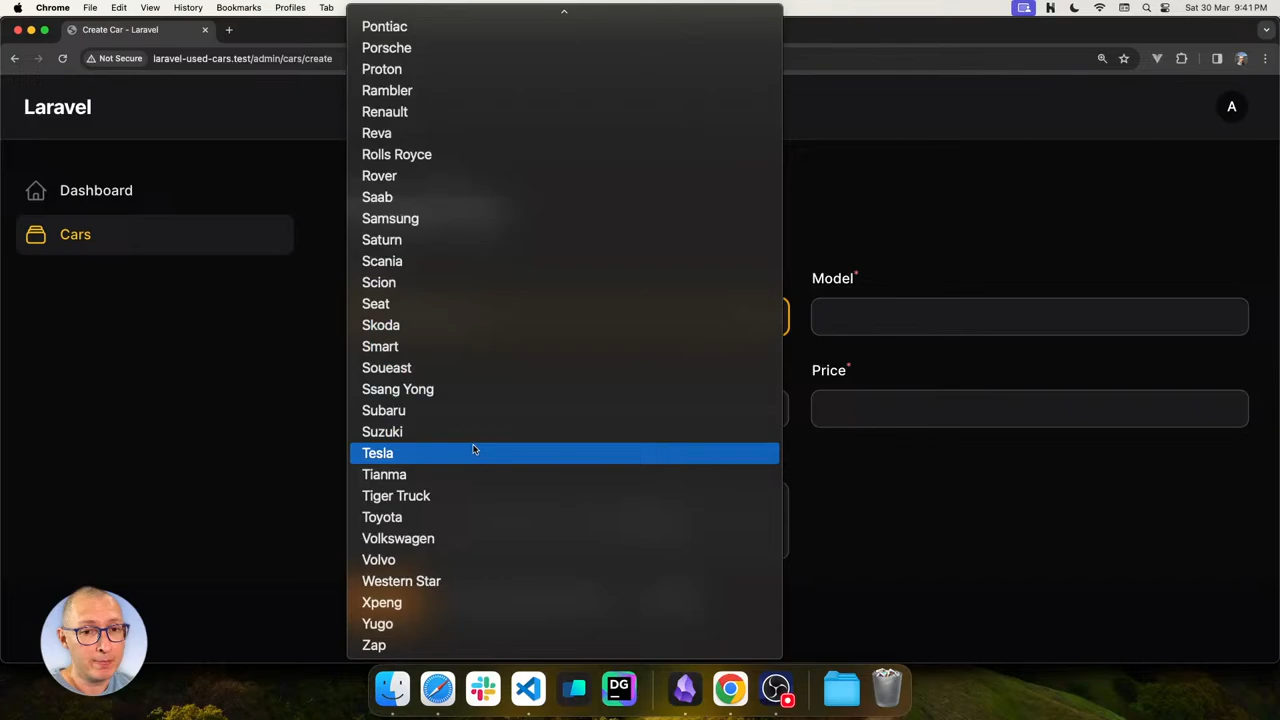 Chrome File Edit View History Bookmarks Profiles Tab
Sat 30 Mar 9:41 PM
Create Car - Laravel
Not Secure laravel-used-cars.test/admin/cars/create
Laravel
A
Dashboard
Cars
Pontiac
Porsche
Proton
Rambler
Renault
Reva
Rolls Royce
Rover
Saab
Samsung
Saturn
Scania
Scion
Seat
Skoda
Smart
Soueast
Ssang Yong
Subaru
Suzuki
Tesla
Tianma
Tiger Truck
Toyota
Volkswagen
Volvo
Western Star
Xpeng
Yugo
Zap
Model*
Price*
DG